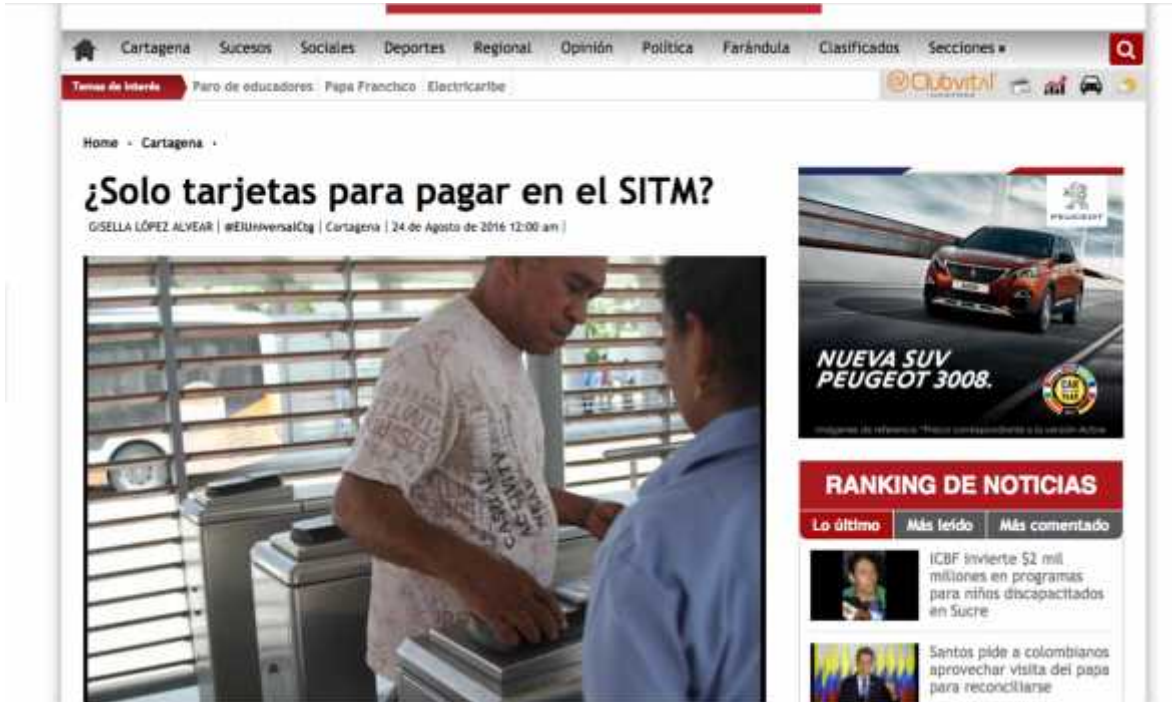 Cartagena Sucesos Sociales Deportes Regional Opinión Política Farándula Clasificados Secciones
Temas de Interés Paro de educadores Papa Francisco Electricaribe
@Clubvital
Home - Cartagena -
¿Solo tarjetas para pagar en el SITM?
GISELLA LÓPEZ ALVEAR | @ElUniversalCtg | Cartagena | 24 de Agosto de 2016 12:00 am |
PEUGEOT
NUEVA SUV
PEUGEOT 3008.
CAR
YEAR
RANKING DE NOTICIAS
Lo último Más leído Más comentado
ICBF invierte $2 mil
millones en programas
para niños discapacitados
en Sucre
Santos pide a colombianos
aprovechar visita del papa
para reconciliarse